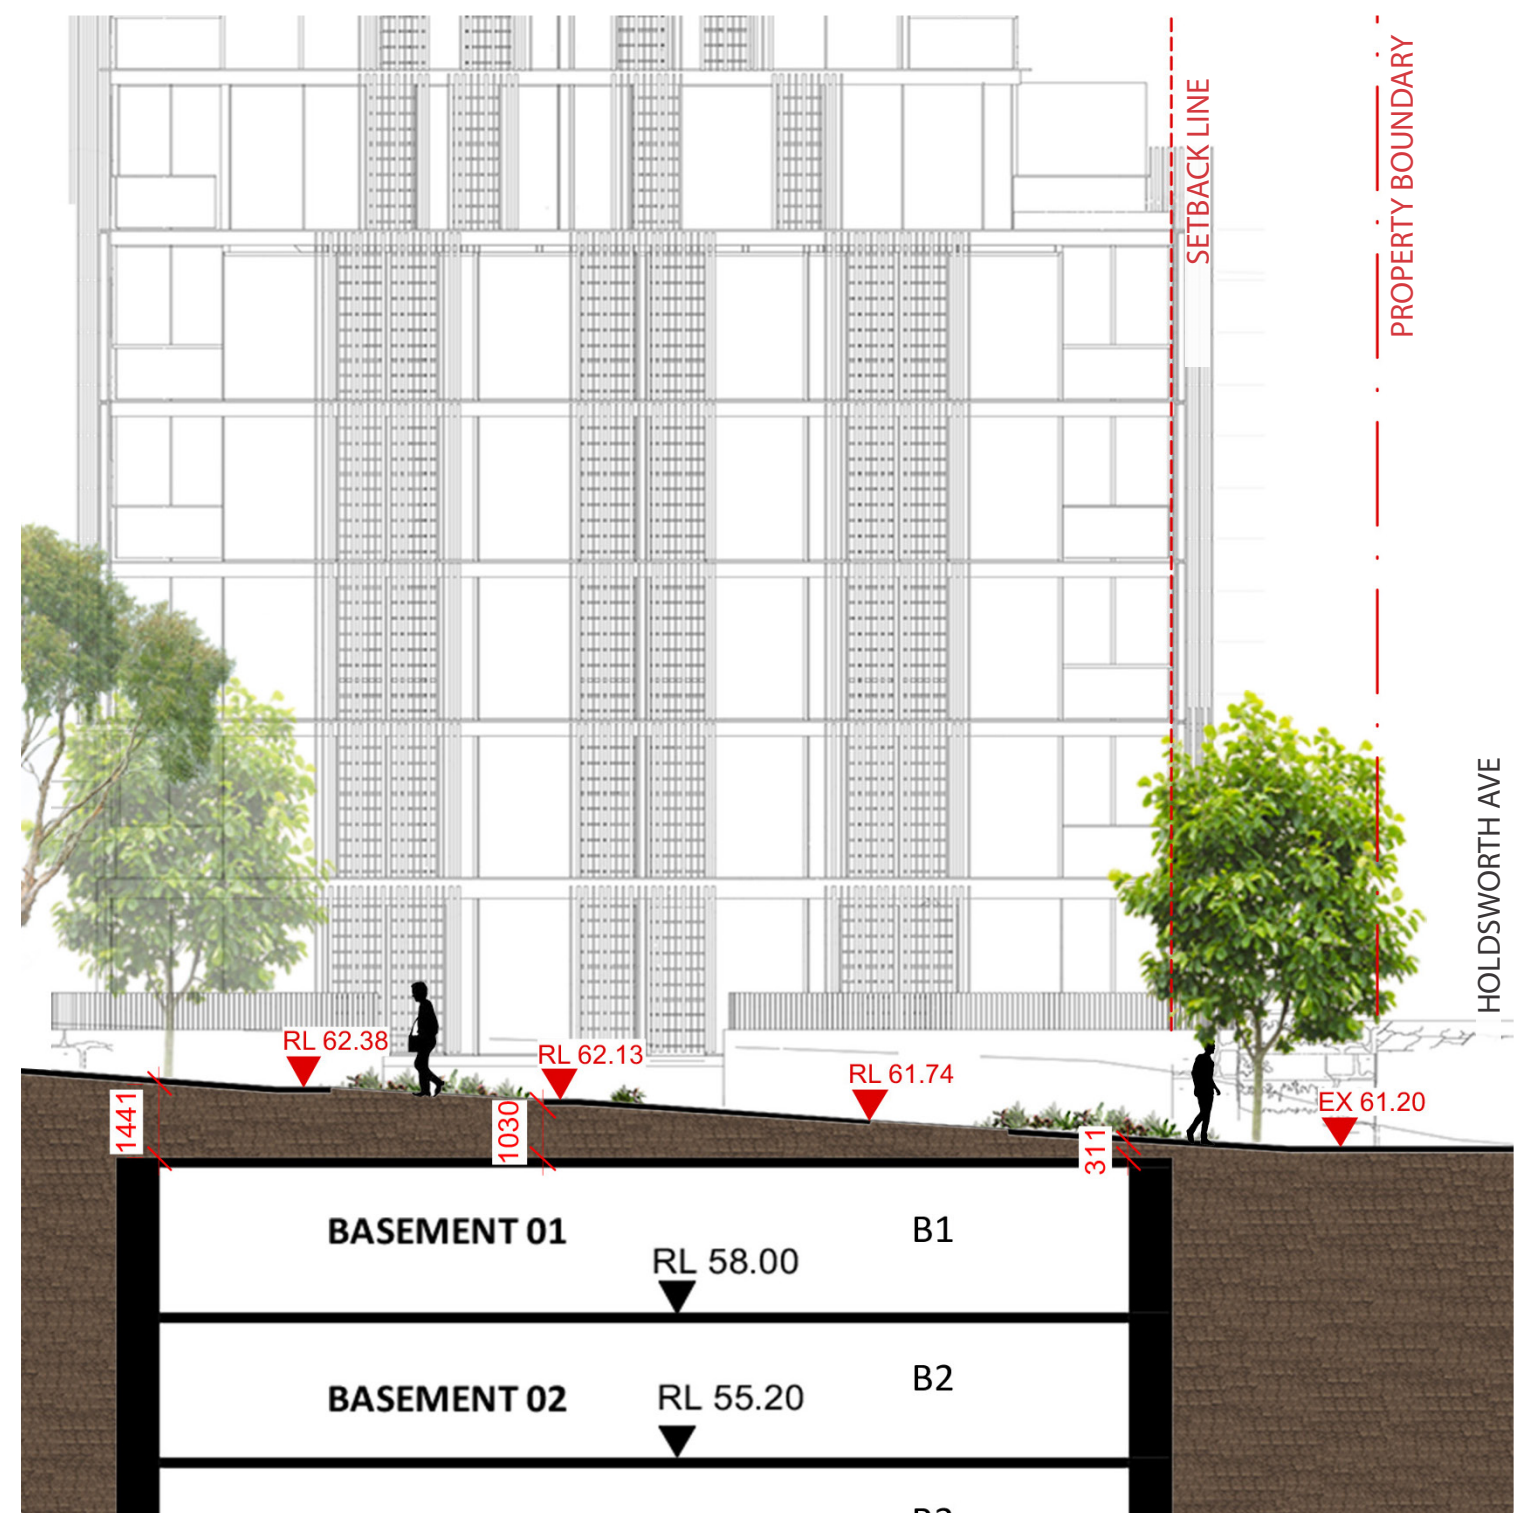 SETBACK LINE
PROPERTY BOUNDARY
HOLDSWORTH AVE
RL 62.38
RL 62.13
RL 61.74
EX 61.20
1441
1030
311
BASEMENT 01
B1
RL 58.00
BASEMENT 02
B2
RL 55.20